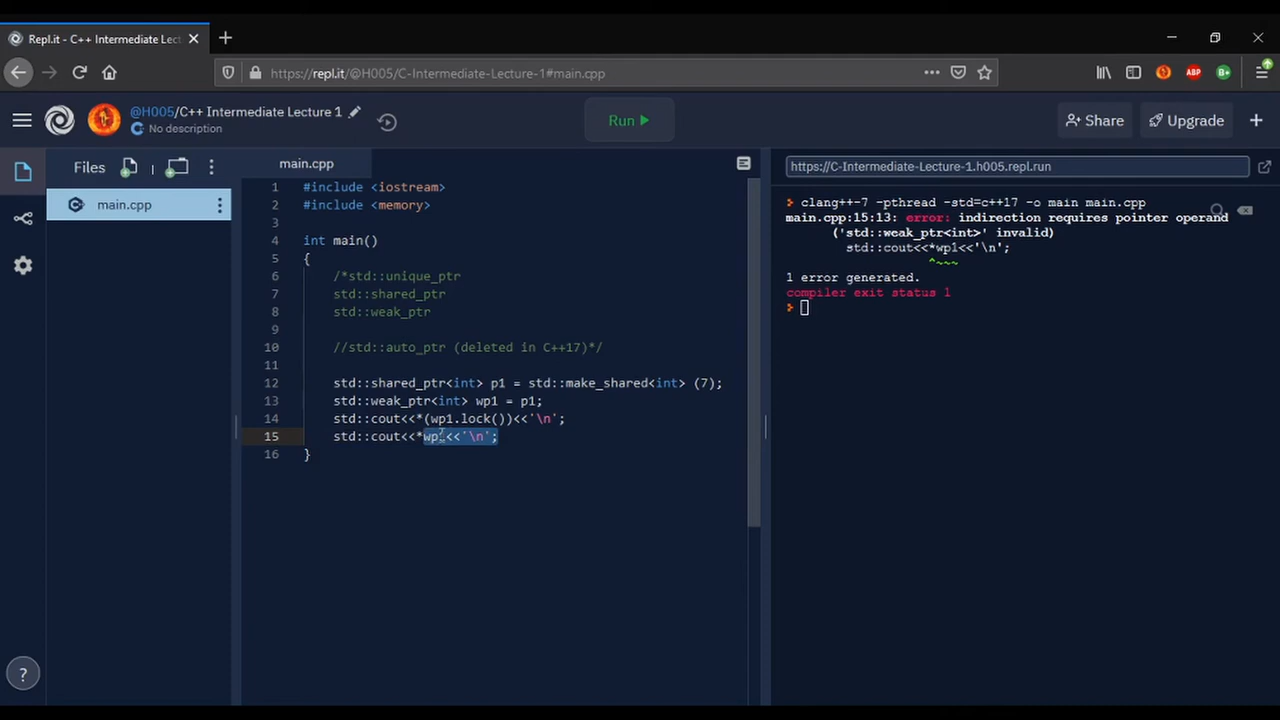 Repl.it - C++ Intermediate Lect
https://repl.it/@H005/C-Intermediate-Lecture-1#main.cpp
ABP
B+
@H005/C++ Intermediate Lecture 1
No description
Run
Share
Upgrade
Files
main.cpp
main.cpp
1 #include <iostream>
2 #include <memory>
3
4 int main()
5 {
6 /*std::unique_ptr
7 std::shared_ptr
8 std::weak_ptr
9
10 //std::auto_ptr (deleted in C++17)*/
11
12 std::shared_ptr<int> p1 = std::make_shared<int> (7);
13 std::weak_ptr<int> wp1 = p1;
14 std::cout<<*(wp1.lock())<<'\n';
15 std::cout<<*wp1<<'\n';
16 }
https://C-Intermediate-Lecture-1.h005.repl.run
clang++-7 -pthread -std=c++17 -o main main.cpp
main.cpp:15:13: error: indirection requires pointer operand
('std::weak_ptr<int>' invalid)
std::cout<<*wp1<<'\n';
^~~~
1 error generated.
compiler exit status 1
?